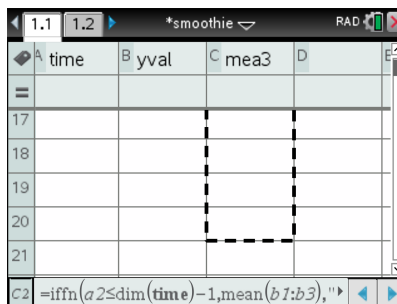 1.1 1.2 *smoothie RAD
A time B yval C mea3 D E
=
17
18
19
20
21
C2 =iffn(a2≤dim(time)−1,mean(b1:b3),"